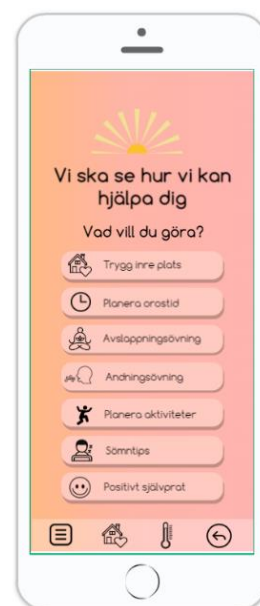 Vi ska se hur vi kan
hjälpa dig
Vad vill du göra?
Trygg inre plats
Planera orostid
Avslappningsövning
Andningsövning
Planera aktiviteter
Sömntips
Positivt självprat